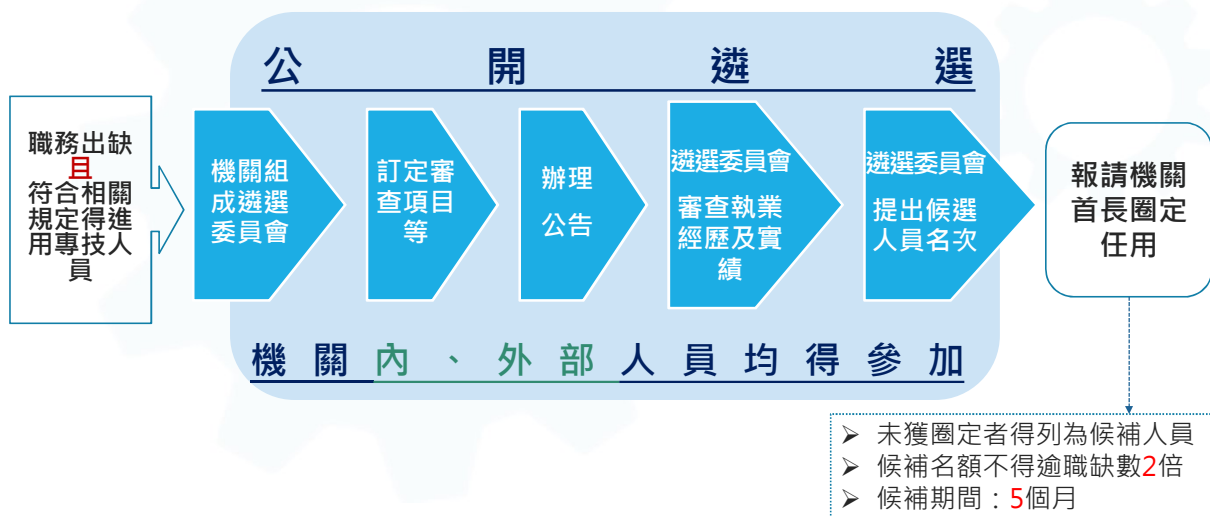 公開遴選
職務出缺
且
符合相關
規定得進
用專技人
員
機關組
成遴選
委員會
訂定審
查項目
等
辦理
公告
遴選委員會
審查執業
經歷及實
績
遴選委員會
提出候選
人員名次
報請機關
首長圈定
任用
機關內、外部人員均得參加
➢ 未獲圈定者得列為候補人員
➢ 候補名額不得逾職缺數2倍
➢ 候補期間：5個月